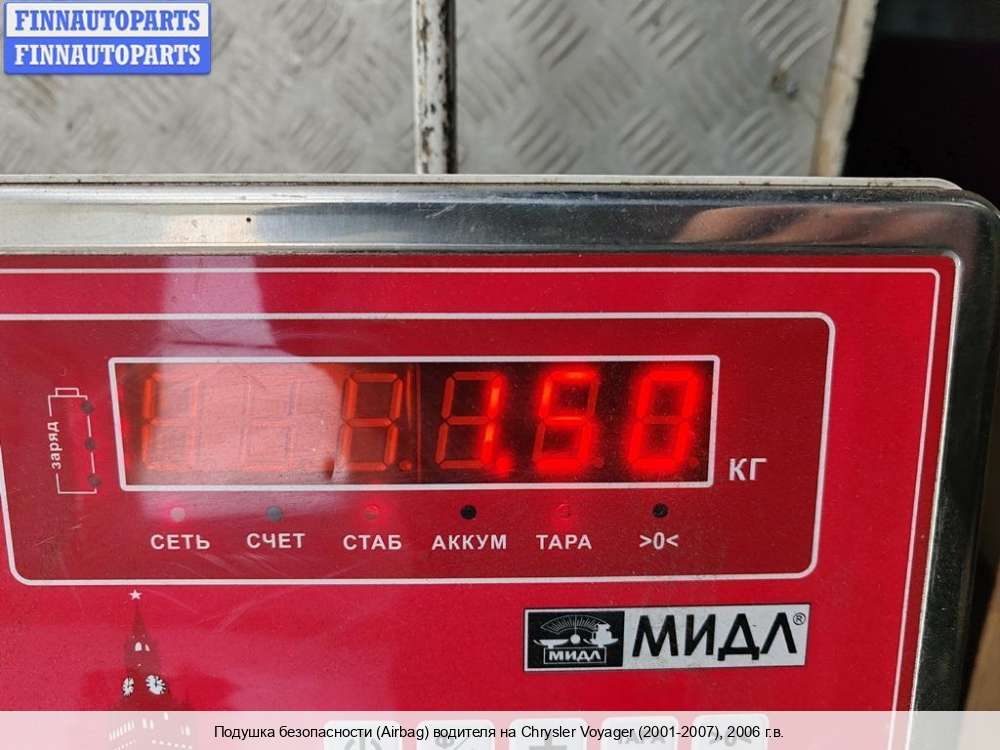 FINNAUTOPARTS
FINNAUTOPARTS
заряд
1.50
КГ
СЕТЬ СЧЕТ СТАБ АККУМ ТАРА >0<
МИДЛ МИДЛ®
ТАРА
Подушка безопасности (Airbag) водителя на Chrysler Voyager (2001-2007), 2006 г.в.